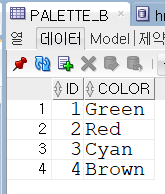 PALETTE_B
열 데이터 Model 제약
ID COLOR
1 1 Green
2 2 Red
3 3 Cyan
4 4 Brown